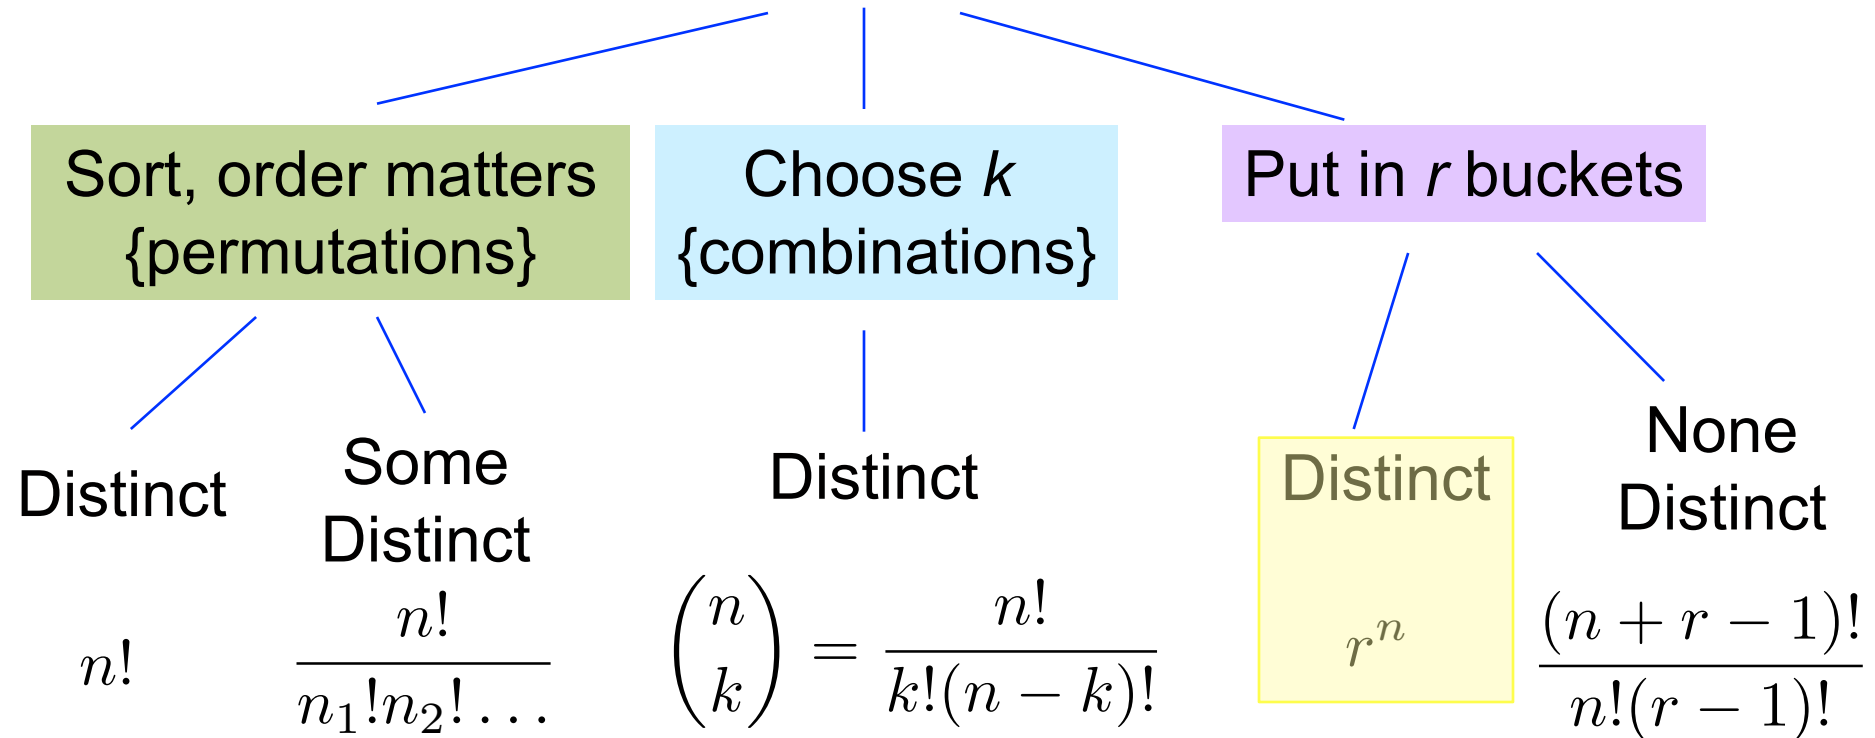 Sort, order matters
{permutations}
Choose k
{combinations}
Put in r buckets
Distinct
n!
Some
Distinct
n!
n₁!n₂!...
Distinct
(n k) = n! / k!(n − k)!
Distinct
rⁿ
None
Distinct
(n + r − 1)!
n!(r − 1)!